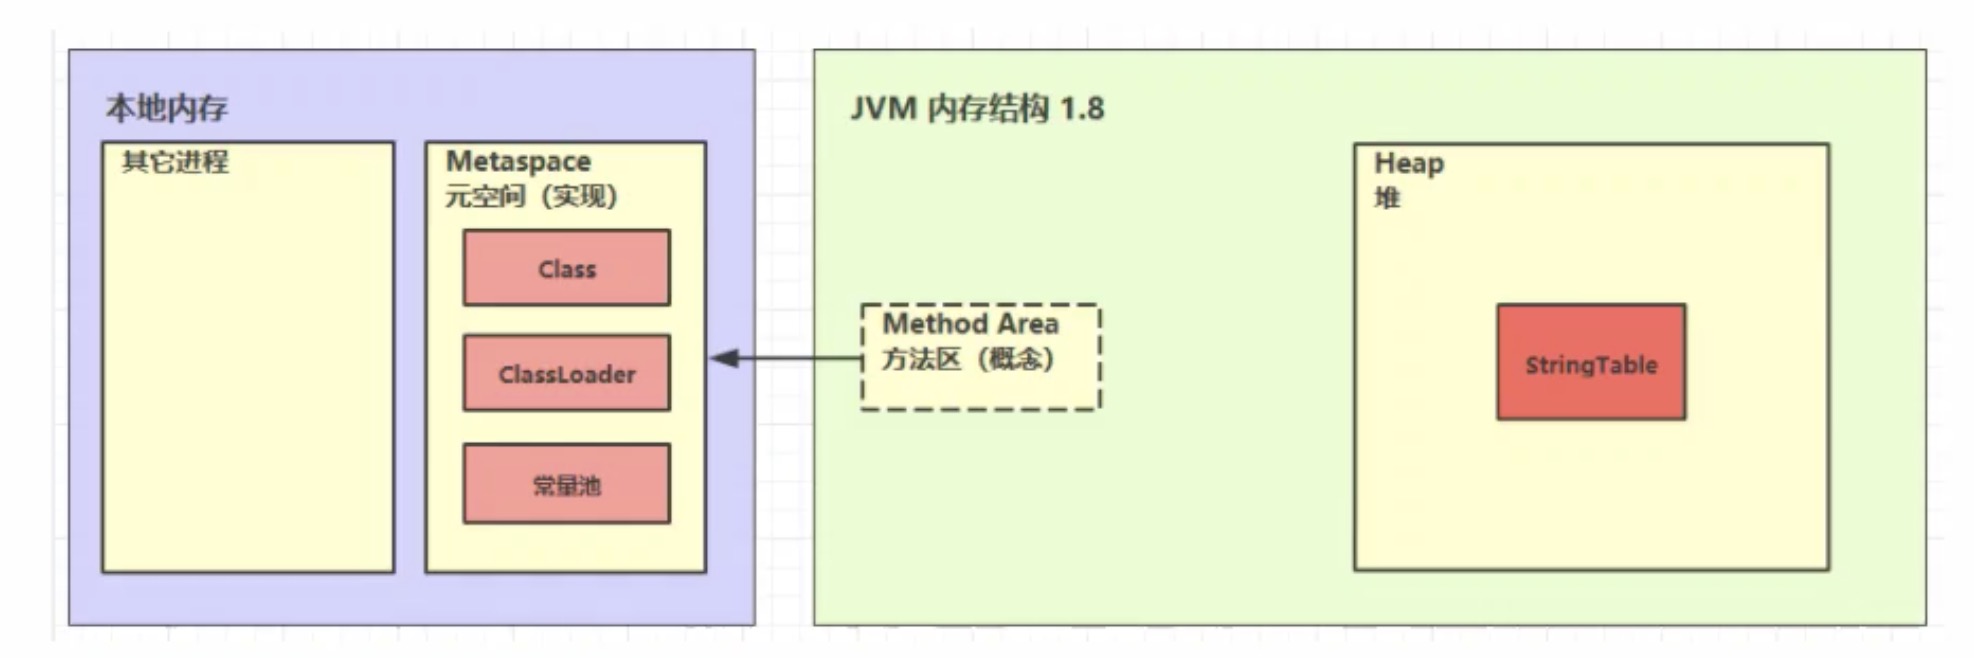 本地内存
其它进程
Metaspace
元空间（实现）
Class
ClassLoader
常量池
JVM 内存结构 1.8
Method Area
方法区（概念）
Heap
堆
StringTable